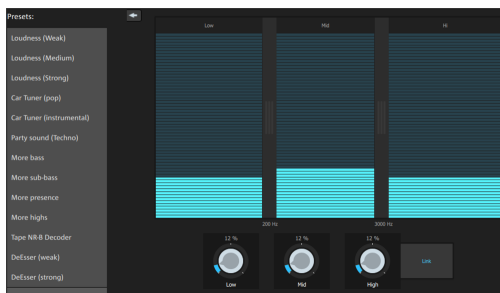 Presets:
Loudness (Weak)
Loudness (Medium)
Loudness (Strong)
Car Tuner (pop)
Car Tuner (instrumental)
Party sound (Techno)
More bass
More sub-bass
More presence
More highs
Tape NR-B Decoder
DeEsser (weak)
DeEsser (strong)
Low Mid Hi
200 Hz 3000 Hz
12 % 12 % 12 %
Low Mid High
Link